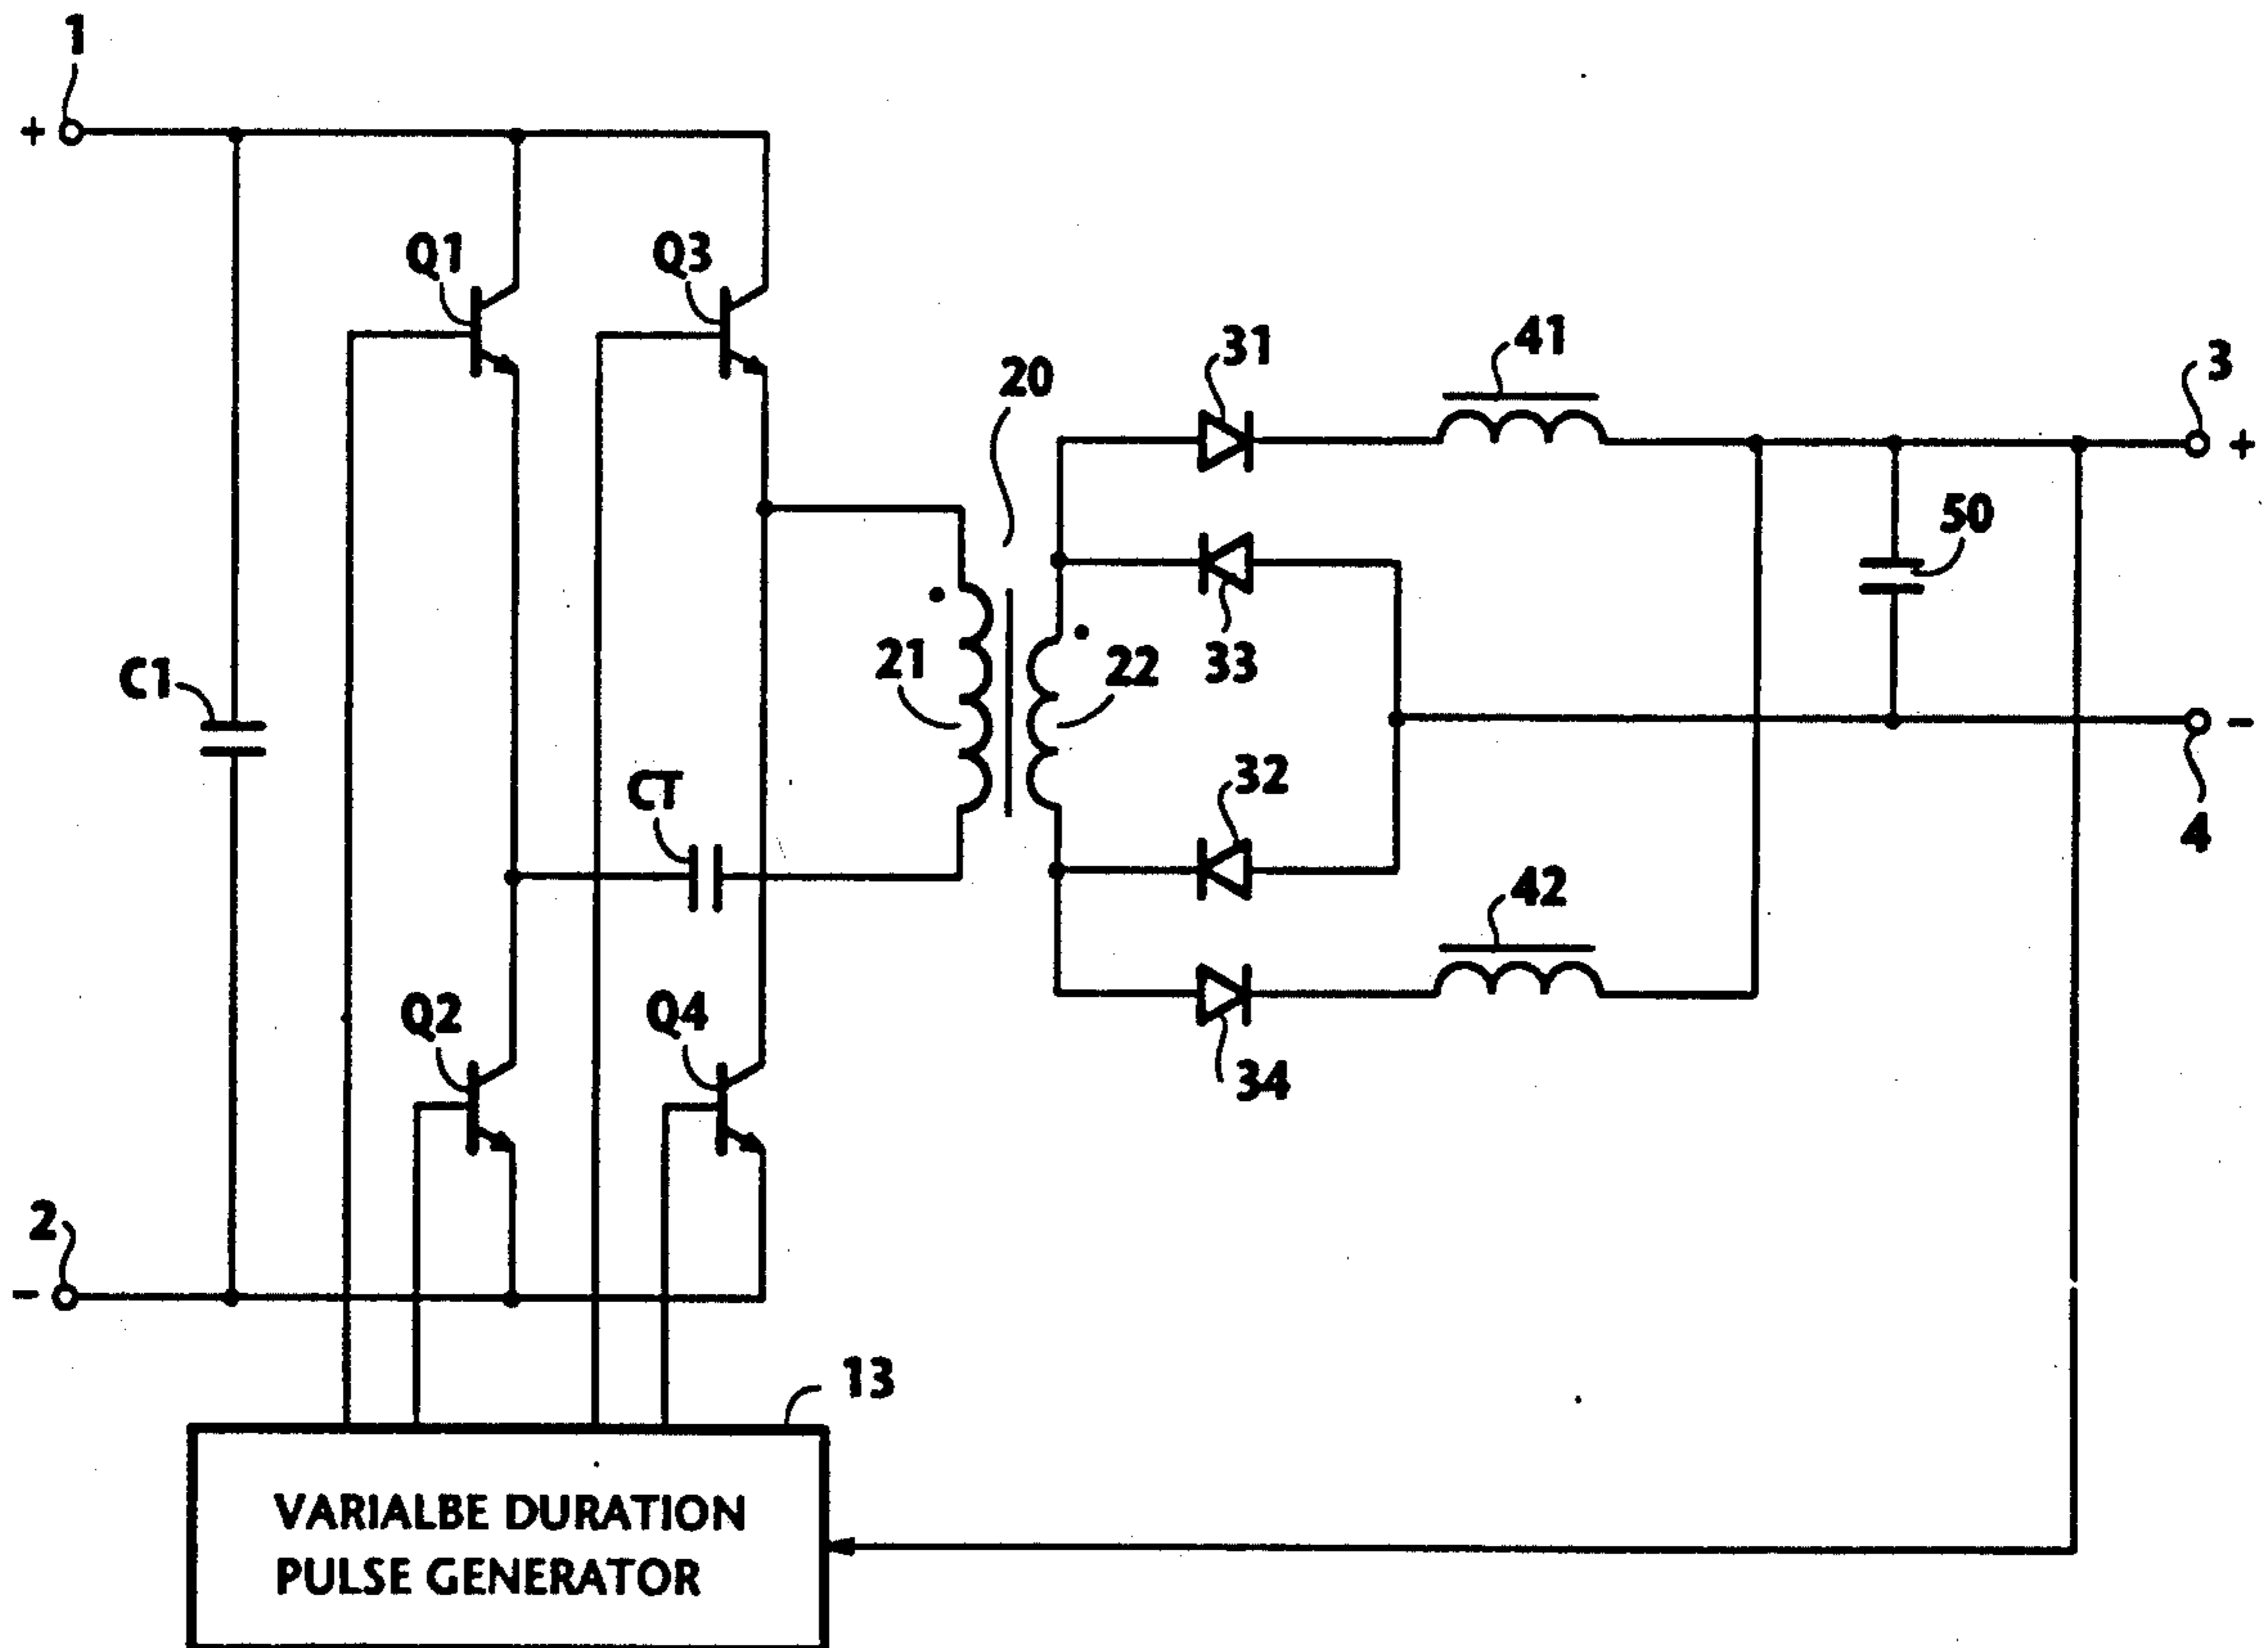 1
+
Q1
Q3
31
41
3
20
+
50
C1
21
22
33
CT
32
-
4
42
Q2
Q4
34
2
-
13
VARIALBE DURATION
PULSE GENERATOR